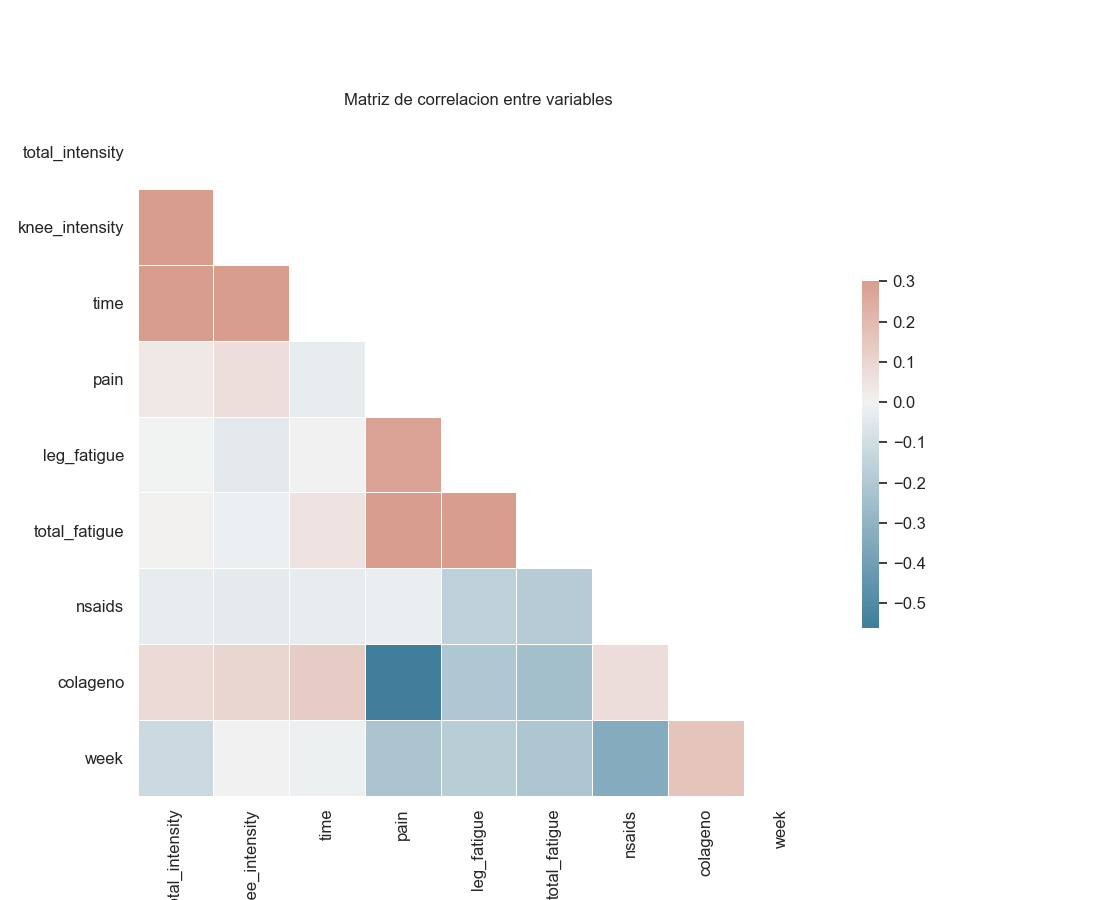 Matriz de correlacion entre variables
total_intensity
knee_intensity
time
pain
leg_fatigue
total_fatigue
nsaids
colageno
week
0.3
0.2
0.1
0.0
−0.1
−0.2
−0.3
−0.4
−0.5
otal_intensity
ee_intensity
time
pain
leg_fatigue
total_fatigue
nsaids
colageno
week